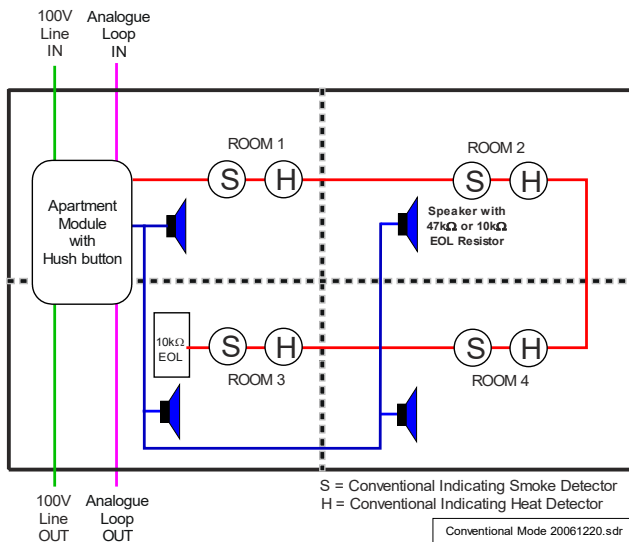 100V
Line
IN
Analogue
Loop
IN
ROOM 1
ROOM 2
S
H
S
H
Apartment
Module
with
Hush button
Speaker with
47kΩ or 10kΩ
EOL Resistor
10kΩ
EOL
S
H
S
H
ROOM 3
ROOM 4
100V
Line
OUT
Analogue
Loop
OUT
S = Conventional Indicating Smoke Detector
H = Conventional Indicating Heat Detector
Conventional Mode 20061220.sdr